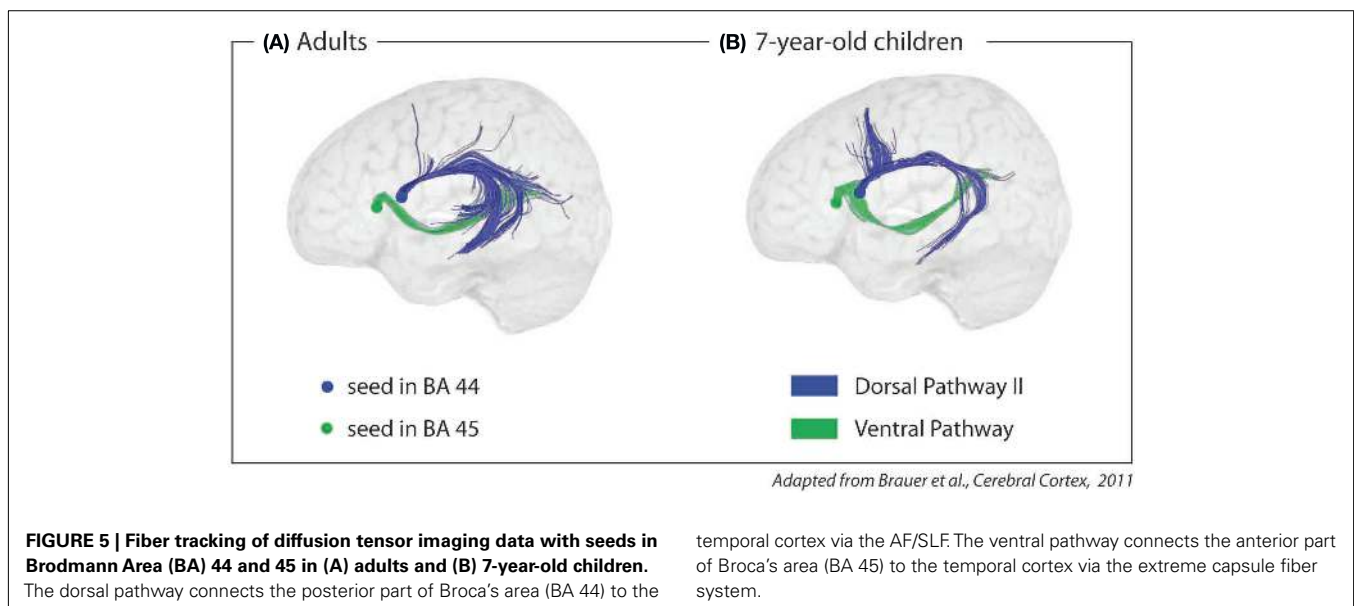 (A) Adults
(B) 7-year-old children
seed in BA 44
seed in BA 45
Dorsal Pathway II
Ventral Pathway
Adapted from Brauer et al., Cerebral Cortex, 2011
FIGURE 5 | Fiber tracking of diffusion tensor imaging data with seeds in
Brodmann Area (BA) 44 and 45 in (A) adults and (B) 7-year-old children.
The dorsal pathway connects the posterior part of Broca's area (BA 44) to the
temporal cortex via the AF/SLF. The ventral pathway connects the anterior part
of Broca's area (BA 45) to the temporal cortex via the extreme capsule fiber
system.